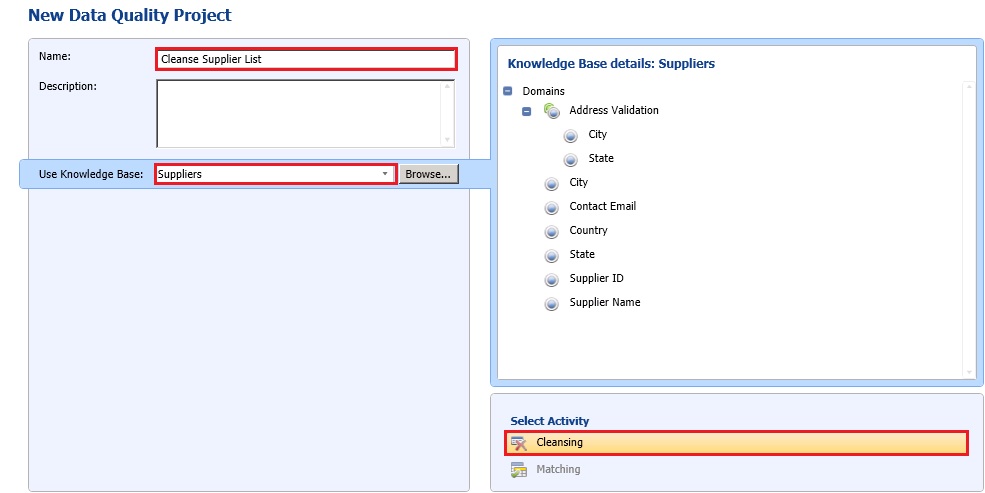 New Data Quality Project
Name:
Cleanse Supplier List
Description:
Use Knowledge Base:
Suppliers
Browse...
Knowledge Base details: Suppliers
Domains
Address Validation
City
State
City
Contact Email
Country
State
Supplier ID
Supplier Name
Select Activity
Cleansing
Matching